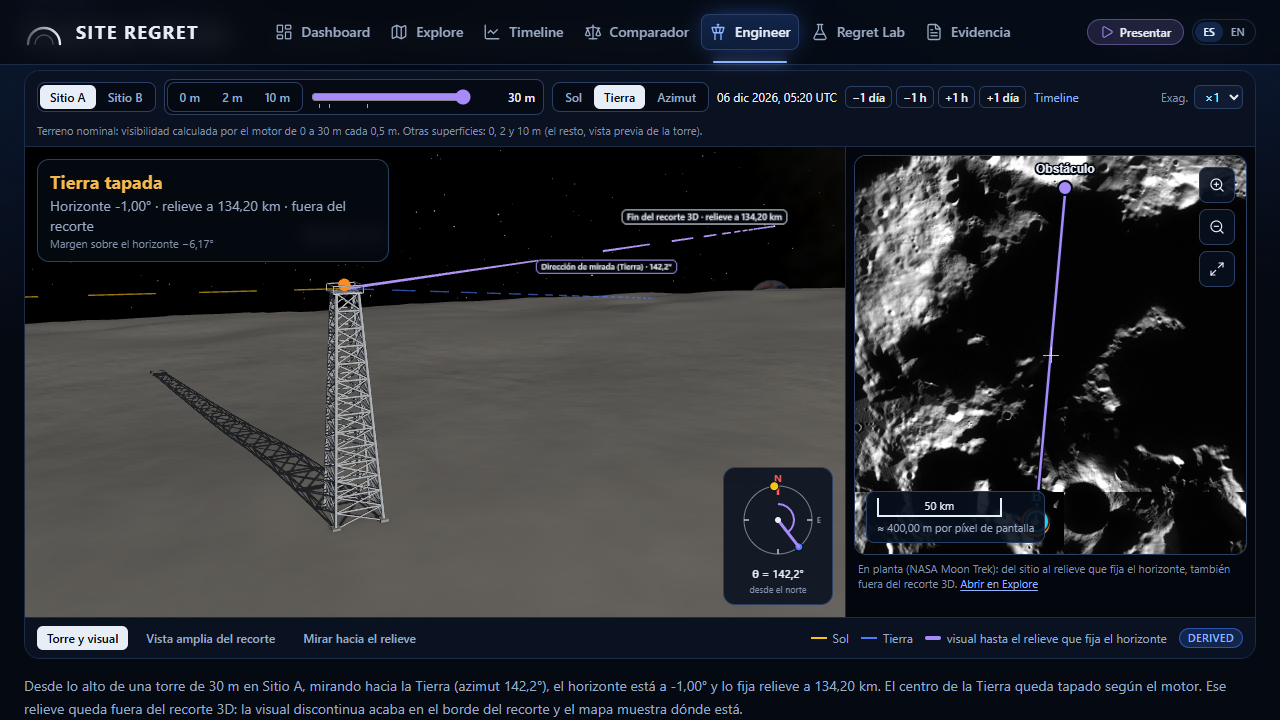 SITE REGRET
Dashboard
Explore
Timeline
Comparador
Engineer
Regret Lab
Evidencia
Presentar
ES
EN
Sitio A
Sitio B
0 m
2 m
10 m
30 m
Sol
Tierra
Azimut
06 dic 2026, 05:20 UTC
−1 día
−1 h
+1 h
+1 día
Timeline
Exag.
×1
Terreno nominal: visibilidad calculada por el motor de 0 a 30 m cada 0,5 m. Otras superficies: 0, 2 y 10 m (el resto, vista previa de la torre).
Tierra tapada
Horizonte -1,00° · relieve a 134,20 km · fuera del
recorte
Margen sobre el horizonte −6,17°
Fin del recorte 3D · relieve a 134,20 km
Dirección de mirada (Tierra) · 142,2°
N
E
θ = 142,2°
desde el norte
Obstáculo
50 km
≈ 400,00 m por píxel de pantalla
En planta (NASA Moon Trek): del sitio al relieve que fija el horizonte, también
fuera del recorte 3D. Abrir en Explore
Torre y visual
Vista amplia del recorte
Mirar hacia el relieve
Sol
Tierra
visual hasta el relieve que fija el horizonte
DERIVED
Desde lo alto de una torre de 30 m en Sitio A, mirando hacia la Tierra (azimut 142,2°), el horizonte está a -1,00° y lo fija relieve a 134,20 km. El centro de la Tierra queda tapado según el motor. Ese
relieve queda fuera del recorte 3D: la visual discontinua acaba en el borde del recorte y el mapa muestra dónde está.